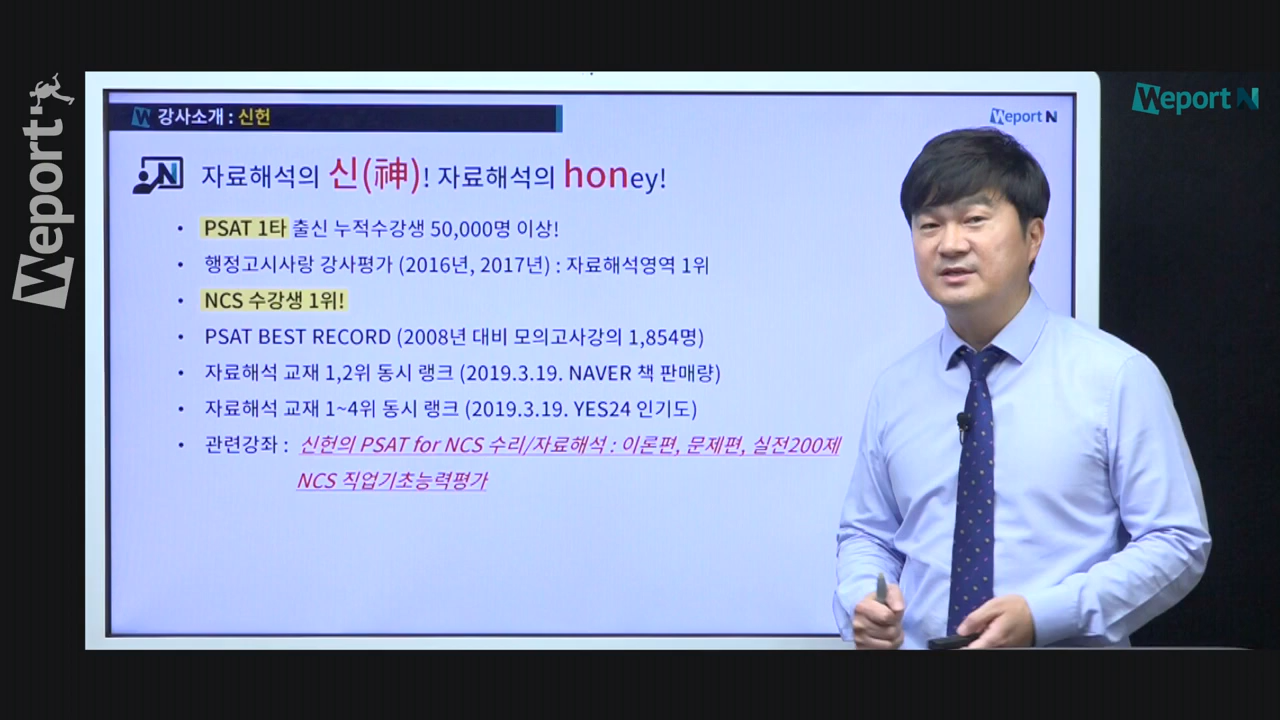 Weport
Weport N
W 강사소개 : 신헌
Weport N
N 자료해석의 신(神)! 자료해석의 honey!
• PSAT 1타 출신 누적수강생 50,000명 이상!
• 행정고시사랑 강사평가 (2016년, 2017년) : 자료해석영역 1위
• NCS 수강생 1위!
• PSAT BEST RECORD (2008년 대비 모의고사강의 1,854명)
• 자료해석 교재 1,2위 동시 랭크 (2019.3.19. NAVER 책 판매량)
• 자료해석 교재 1~4위 동시 랭크 (2019.3.19. YES24 인기도)
• 관련강좌 : 신헌의 PSAT for NCS 수리/자료해석 : 이론편, 문제편, 실전200제
NCS 직업기초능력평가